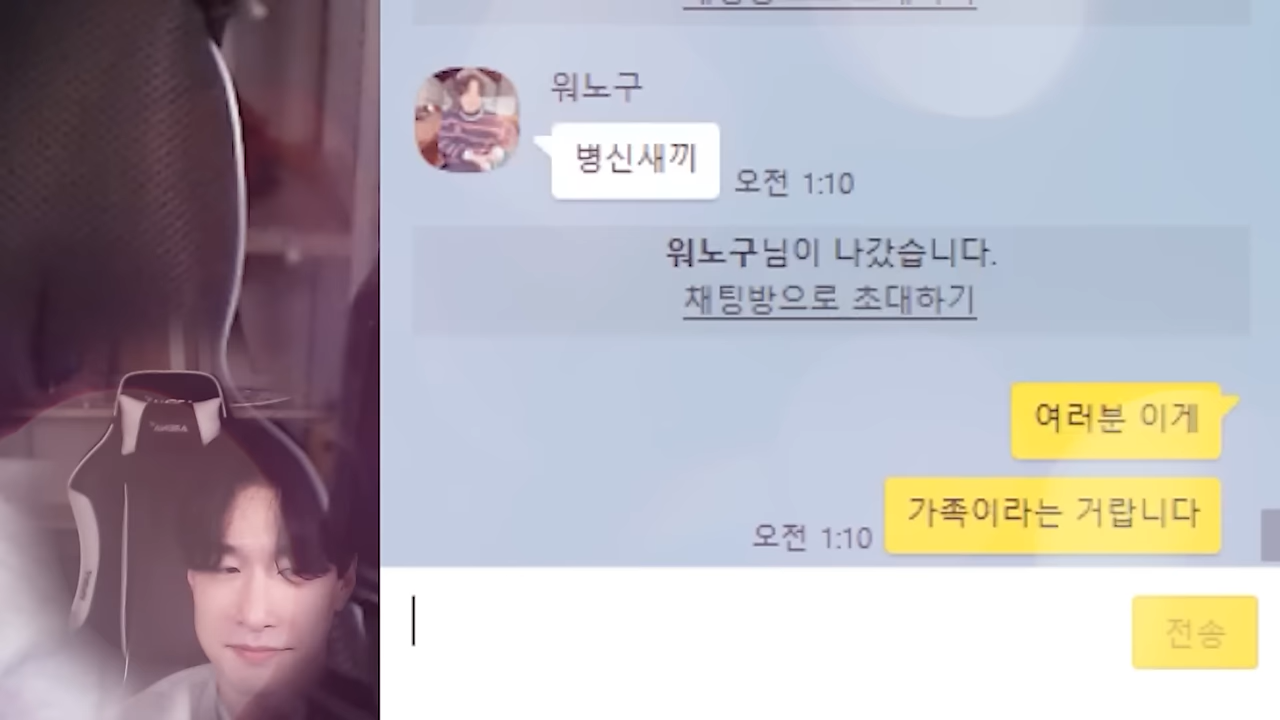 워노구
병신새끼
오전 1:10
워노구님이 나갔습니다.
채팅방으로 초대하기
여러분 이게
가족이라는 거랍니다
오전 1:10
전송